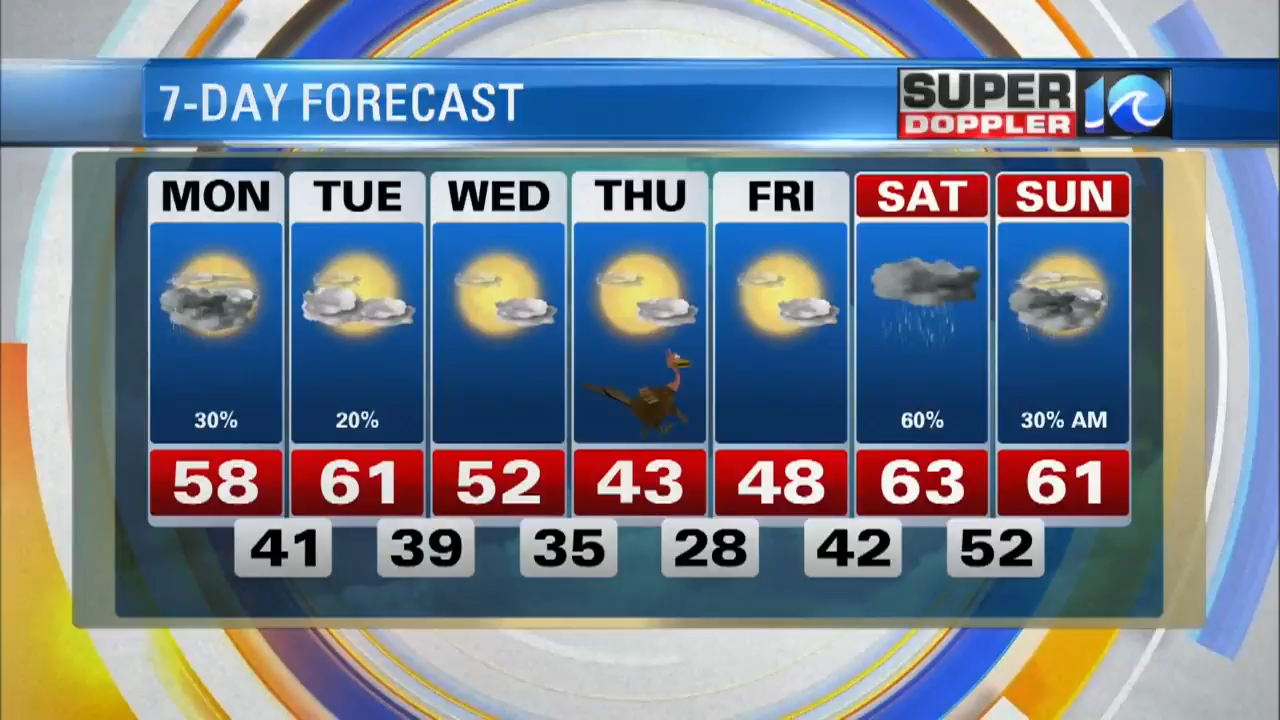 7-DAY FORECAST
SUPER
DOPPLER
10
MON TUE WED THU FRI SAT SUN
30% 20% 60% 30% AM
58 61 52 43 48 63 61
41 39 35 28 42 52